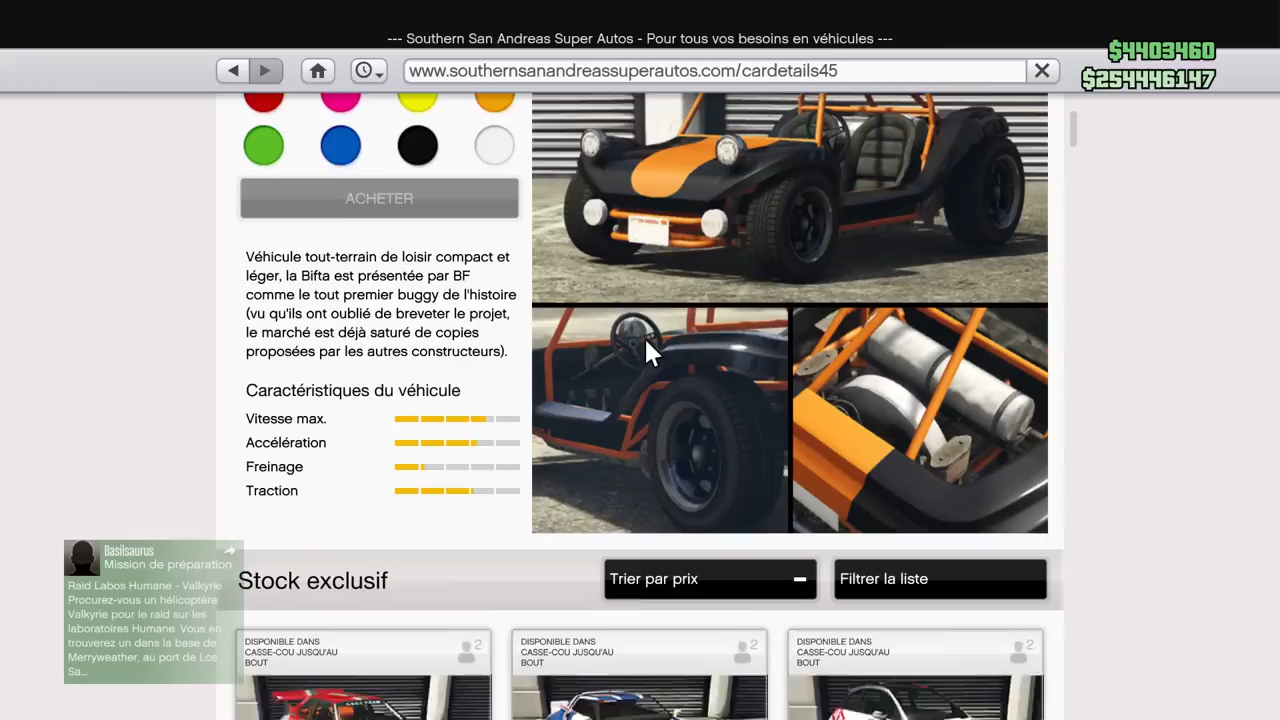 --- Southern San Andreas Super Autos - Pour tous vos besoins en véhicules ---
$4403460
$254446147
www.southernsanandreassuperautos.com/cardetails45
ACHETER
Véhicule tout-terrain de loisir compact et
léger, la Bifta est présentée par BF
comme le tout premier buggy de l'histoire
(vu qu'ils ont oublié de breveter le projet,
le marché est déjà saturé de copies
proposées par les autres constructeurs).
Caractéristiques du véhicule
Vitesse max.
Accélération
Freinage
Traction
Basilsaurus
Mission de préparation
Raid Labos Humane - Valkyrie
Procurez-vous un hélicoptère
Valkyrie pour le raid sur les
laboratoires Humane. Vous en
trouverez un dans la base de
Merryweather, au port de Los
Sa...
Stock exclusif
Trier par prix
Filtrer la liste
DISPONIBLE DANS
CASSE-COU JUSQU'AU
BOUT
2
DISPONIBLE DANS
CASSE-COU JUSQU'AU
BOUT
2
DISPONIBLE DANS
CASSE-COU JUSQU'AU
BOUT
2